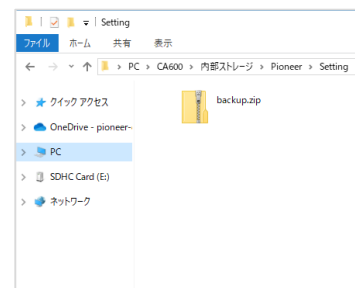 Setting
ファイル ホーム 共有 表示
PC > CA600 > 内部ストレージ > Pioneer > Setting
クイック アクセス
backup.zip
OneDrive - pioneer-
PC
SDHC Card (E:)
ネットワーク